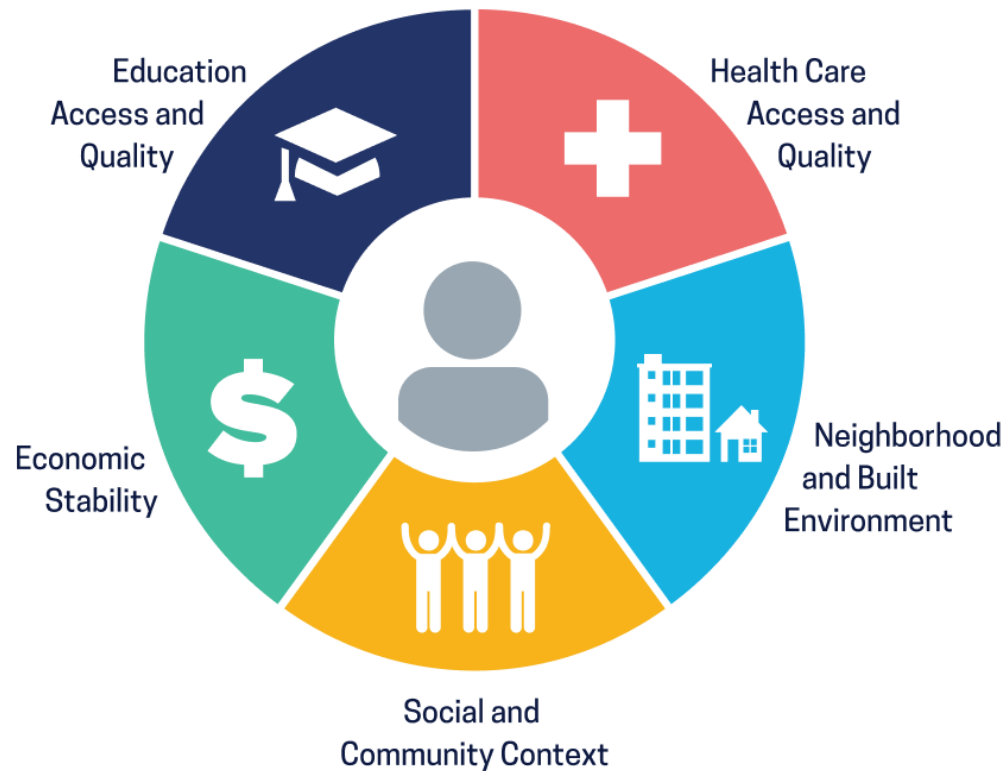 Education
Access and
Quality
Health Care
Access and
Quality
Economic
Stability
Neighborhood
and Built
Environment
Social and
Community Context